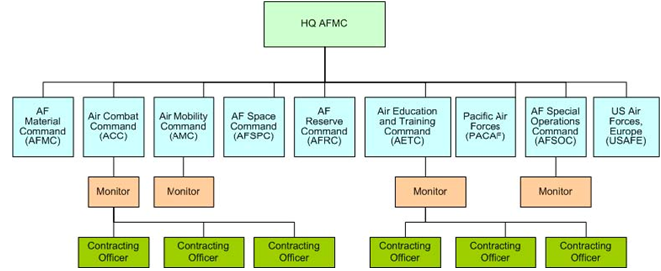 HQ AFMC
AF
Material
Command
(AFMC)
Air Combat
Command
(ACC)
Air Mobility
Command
(AMC)
AF Space
Command
(AFSPC)
AF
Reserve
Command
(AFRC)
Air Education
and Training
Command
(AETC)
Pacific Air
Forces
(PACAF)
AF Special
Operations
Command
(AFSOC)
US Air
Forces,
Europe
(USAFE)
Monitor
Monitor
Monitor
Monitor
Contracting
Officer
Contracting
Officer
Contracting
Officer
Contracting
Officer
Contracting
Officer
Contracting
Officer